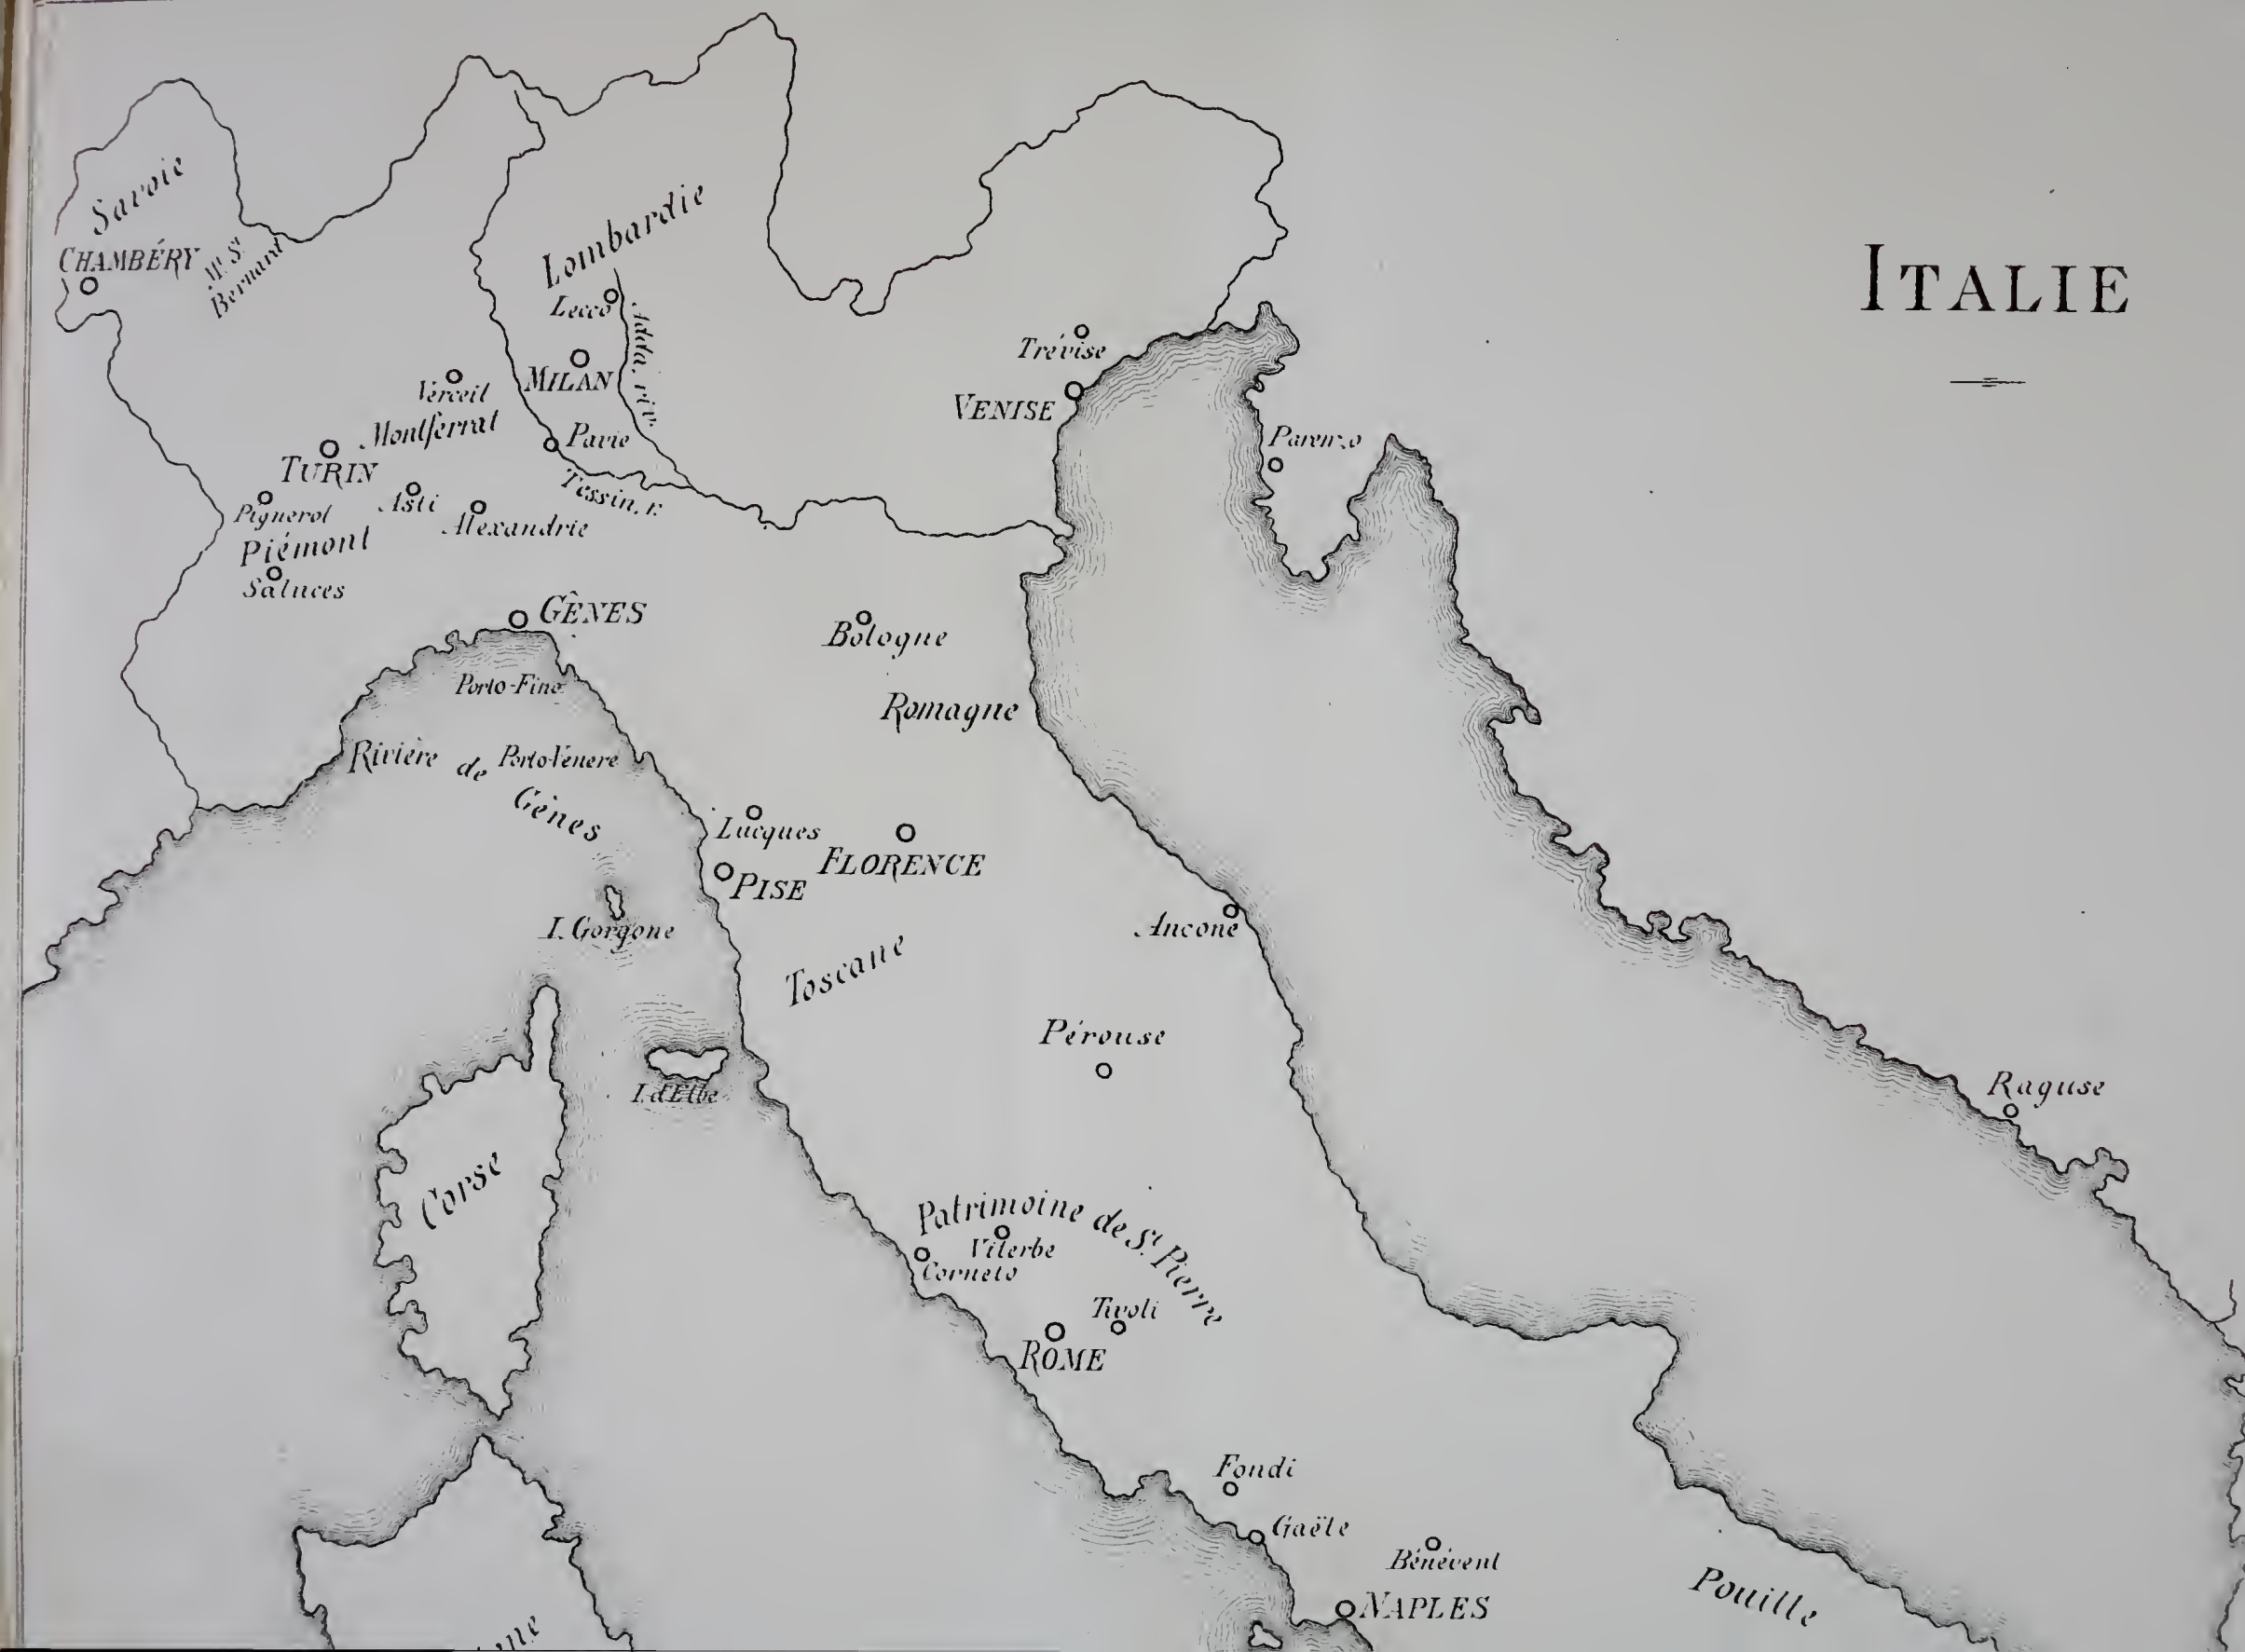 ITALIE
Savoie
CHAMBÉRY
Mt. St.
Bernard
Lombardie
Lecco
Adda, riv.
MILAN
Trévise
VENISE
Verceil
Montferrat
Pavie
Parenzo
TURIN
Tessin, r.
Asti
Pignerol
Alexandrie
Piémont
Saluces
GÊNES
Bologne
Porto-Fino
Romagne
Rivière de Gênes
Porto-Venere
Lucques
FLORENCE
PISE
I. Gorgone
Ancone
Toscane
Pérouse
I. d'Elbe
Raguse
Corse
Patrimoine de St. Pierre
Viterbe
Corneto
Tivoli
ROME
Fondi
Gaëte
Bénévent
NAPLES
Pouille